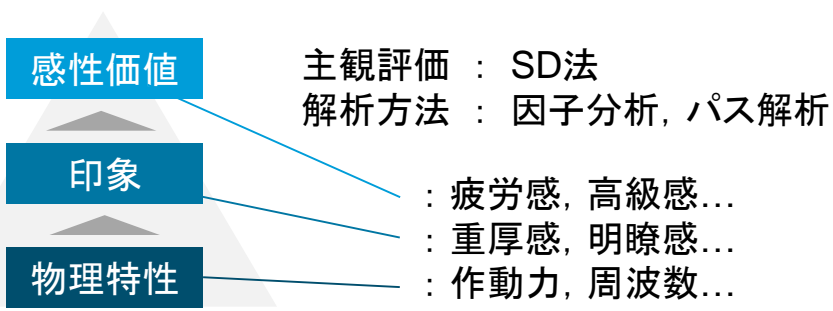 感性価値
印象
物理特性
主観評価 : SD法
解析方法 : 因子分析, パス解析
: 疲労感, 高級感…
: 重厚感, 明瞭感…
: 作動力, 周波数…